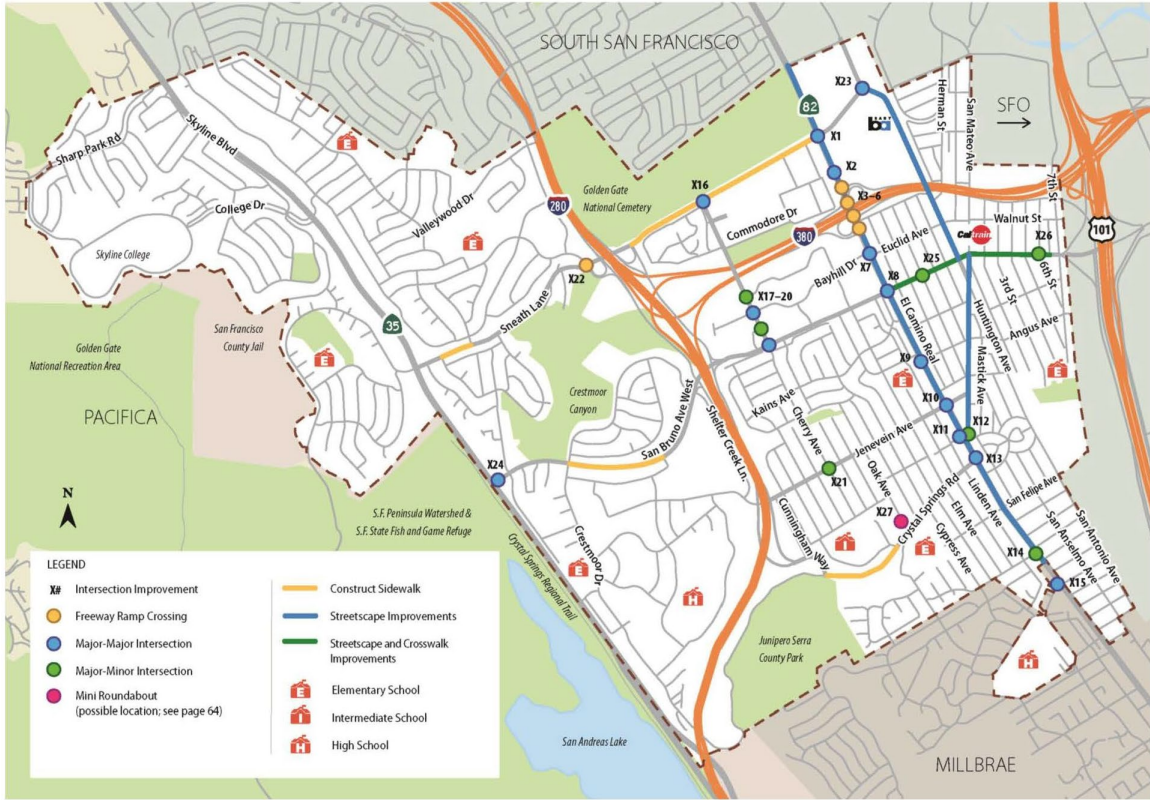 SOUTH SAN FRANCISCO
SFO
PACIFICA
MILLBRAE
Sharp Park Rd
Skyline Blvd
College Dr
Skyline College
Valleywood Dr
San Francisco
County Jail
Golden Gate
National Recreation Area
35
280
Golden Gate
National Cemetery
X16
X22
Sneath Lane
Commodore Dr
380
82
X23
ba
X1
X2
X3–6
Herman St
San Mateo Ave
7th St
101
Walnut St
Caltrain
X26
6th St
Euclid Ave
X25
Bayhill Dr
X7
X8
3rd St
Angus Ave
Huntington Ave
Mastick Ave
El Camino Real
X17–20
X9
X10
X11
X12
X13
Kains Ave
Cherry Ave
Jenevein Ave
X21
Oak Ave
X27
Crystal Springs Rd
Linden Ave
Elm Ave
Cypress Ave
San Felipe Ave
San Anselmo Ave
San Antonio Ave
X14
X15
Crestmoor
Canyon
San Bruno Ave West
Shelter Creek Ln.
Cunningham Way
X24
Crestmoor Dr
Crystal Springs Regional Trail
S.F. Peninsula Watershed &
S.F. State Fish and Game Refuge
Junipero Serra
County Park
San Andreas Lake
E
E
E
E
E
E
E
I
H
H
N
LEGEND
X# Intersection Improvement
Freeway Ramp Crossing
Major-Major Intersection
Major-Minor Intersection
Mini Roundabout
(possible location; see page 64)
Construct Sidewalk
Streetscape Improvements
Streetscape and Crosswalk
Improvements
E Elementary School
I Intermediate School
H High School